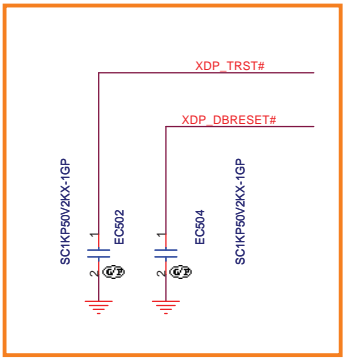 XDP_TRST#
XDP_DBRESET#
SC1KP50V2KX-1GP
EC502
EC504
SC1KP50V2KX-1GP
1
1
2
2